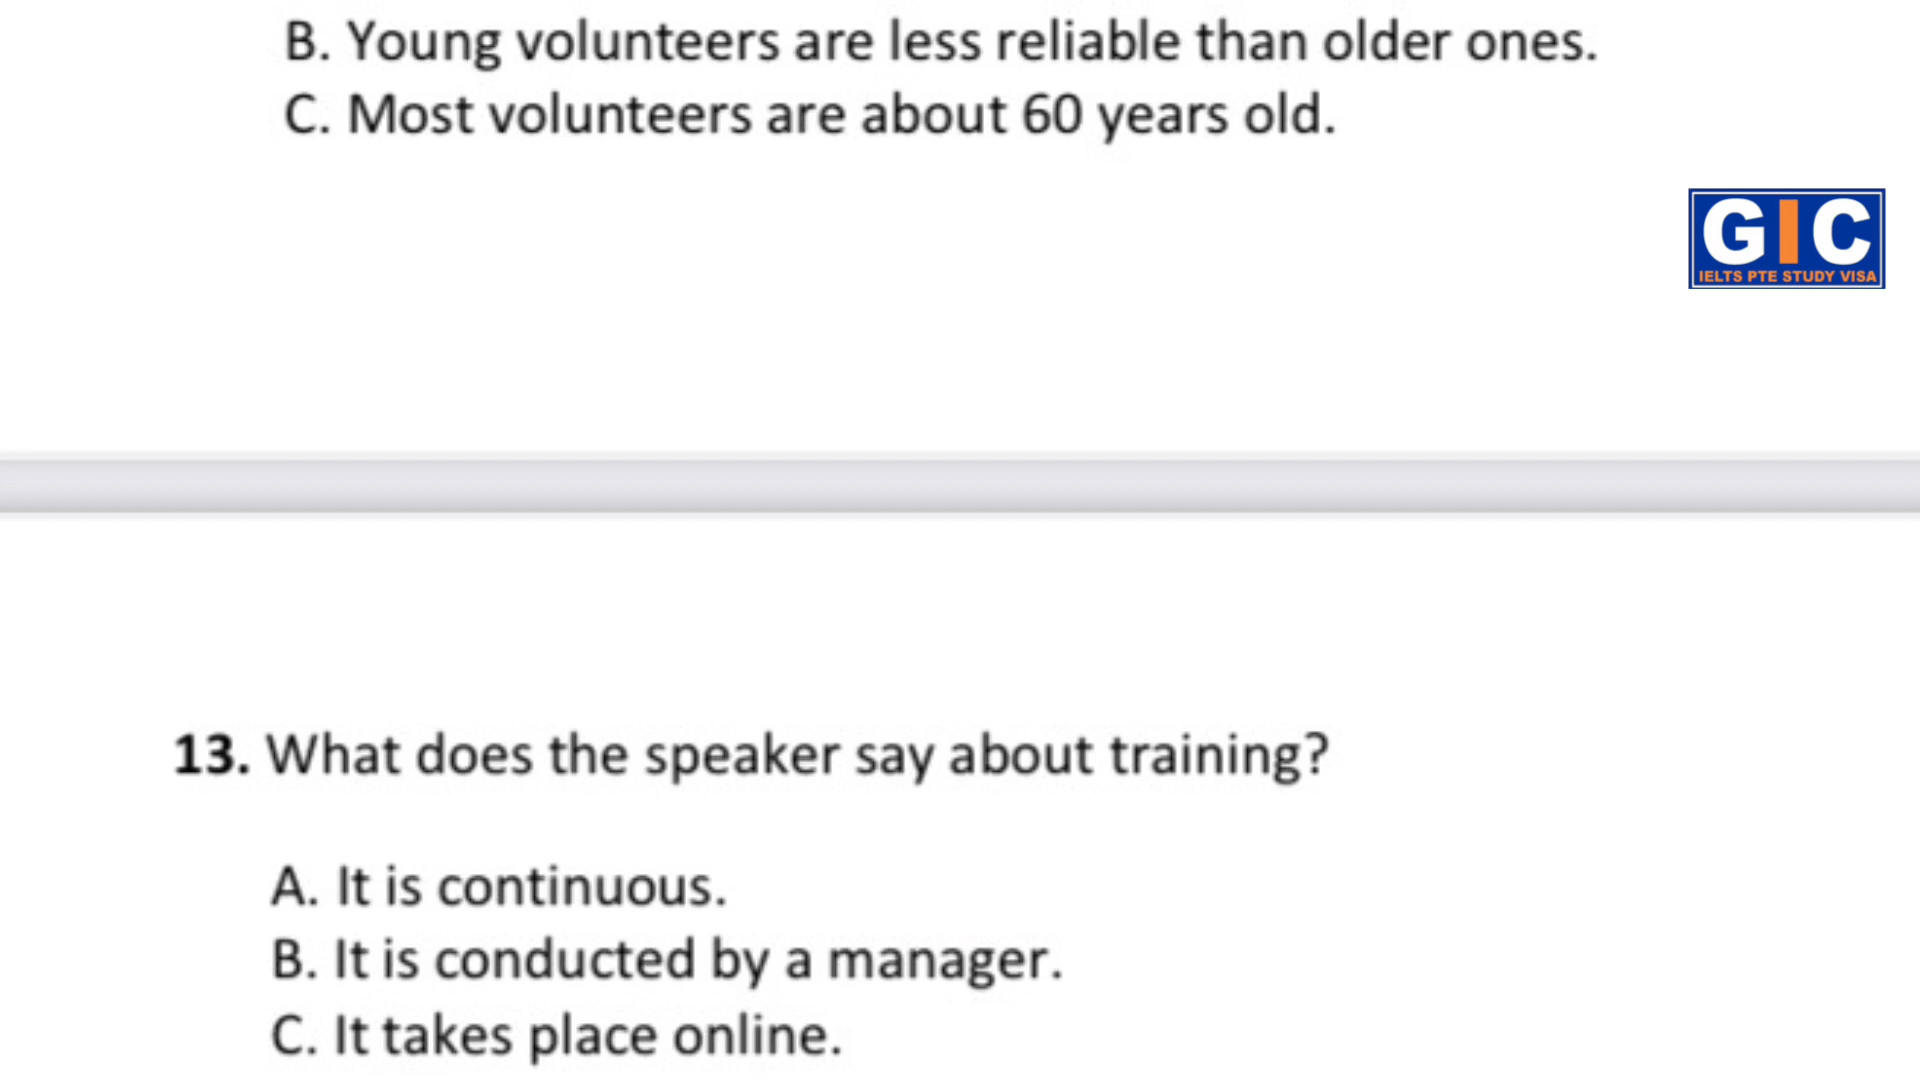 B. Young volunteers are less reliable than older ones.
C. Most volunteers are about 60 years old.
GIC
IELTS PTE STUDY VISA
13. What does the speaker say about training?
A. It is continuous.
B. It is conducted by a manager.
C. It takes place online.